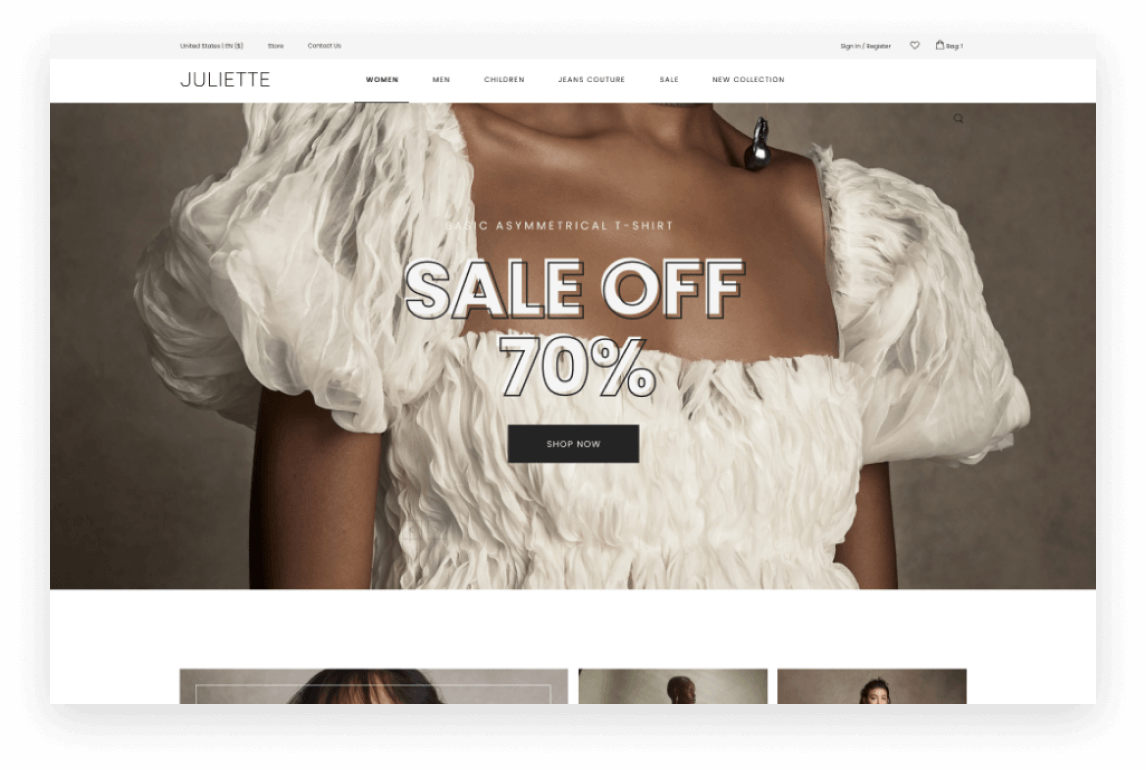 United States | EN ($) Store Contact Us Sign In / Register Bag: 1
JULIETTE WOMEN MEN CHILDREN JEANS COUTURE SALE NEW COLLECTION
BASIC ASYMMETRICAL T-SHIRT
SALE OFF
70%
SHOP NOW